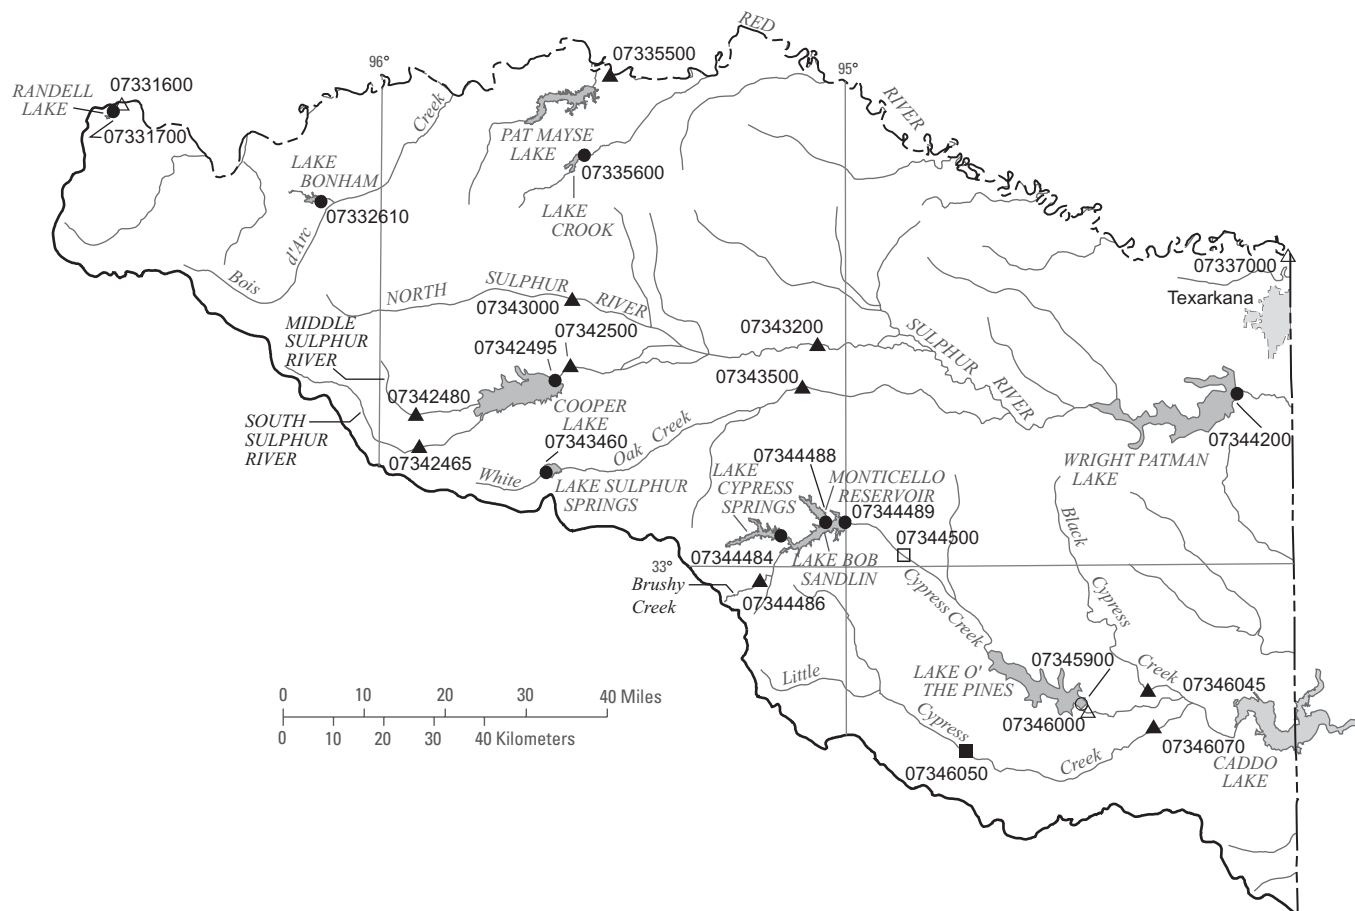 RED
07335500
96°
95°
07331600
RANDELL
LAKE
07331700
Creek
RIVER
PAT MAYSE
LAKE
07335600
LAKE
BONHAM
07332610
LAKE
CROOK
d'Arc
Bois
07337000
Texarkana
NORTH
SULPHUR
RIVER
07343000
MIDDLE
SULPHUR
RIVER
07342500
07342495
07343200
SULPHUR
RIVER
07343500
07342480
COOPER
LAKE
SOUTH
SULPHUR
RIVER
07342465
07343460
White
Oak
Creek
LAKE SULPHUR
SPRINGS
07344200
WRIGHT PATMAN
LAKE
07344488
LAKE
CYPRESS
SPRINGS
MONTICELLO
RESERVOIR
07344489
07344500
07344484
LAKE BOB
SANDLIN
33°
Brushy
Creek
07344486
Cypress Creek
Black
Cypress
Creek
Little
Cypress
Creek
LAKE O'
THE PINES
07345900
07346000
07346045
07346070
07346050
CADDO
LAKE
0 10 20 30 40 Miles
0 10 20 30 40 Kilometers